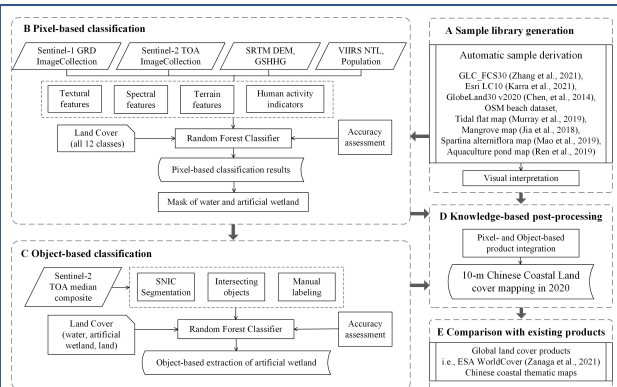 B Pixel-based classification
Sentinel-1 GRD
ImageCollection
Sentinel-2 TOA
ImageCollection
SRTM DEM,
GSHHG
VIIRS NTL,
Population
Textural
features
Spectral
features
Terrain
features
Human activity
indicators
Land Cover
(all 12 classes)
Random Forest Classifier
Accuracy
assessment
Pixel-based classification results
Mask of water and artificial wetland
C Object-based classification
Sentinel-2
TOA median
composite
SNIC
Segmentation
Intersecting
objects
Manual
labeling
Land Cover
(water, artificial
wetland, land)
Random Forest Classifier
Accuracy
assessment
Object-based extraction of artificial wetland
A Sample library generation
Automatic sample derivation
GLC_FCS30 (Zhang et al., 2021),
Esri LC10 (Karra et al., 2021),
GlobeLand30 v2020 (Chen, et al., 2014),
OSM beach dataset,
Tidal flat map (Murray et al., 2019),
Mangrove map (Jia et al., 2018),
Spartina alterniflora map (Mao et al., 2019),
Aquaculture pond map (Ren et al., 2019)
Visual interpretation
D Knowledge-based post-processing
Pixel- and Object-based
product integration
10-m Chinese Coastal Land
cover mapping in 2020
E Comparison with existing products
Global land cover products
i.e., ESA WorldCover (Zanaga et al., 2021)
Chinese coastal thematic maps